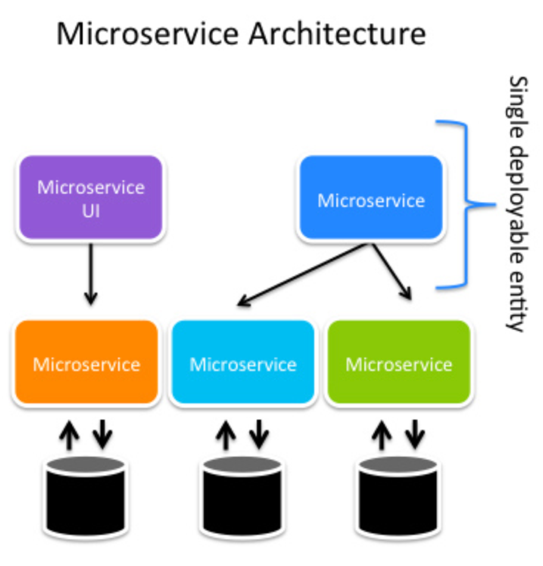 Microservice Architecture
Single deployable entity
Microservice
UI
Microservice
Microservice
Microservice
Microservice